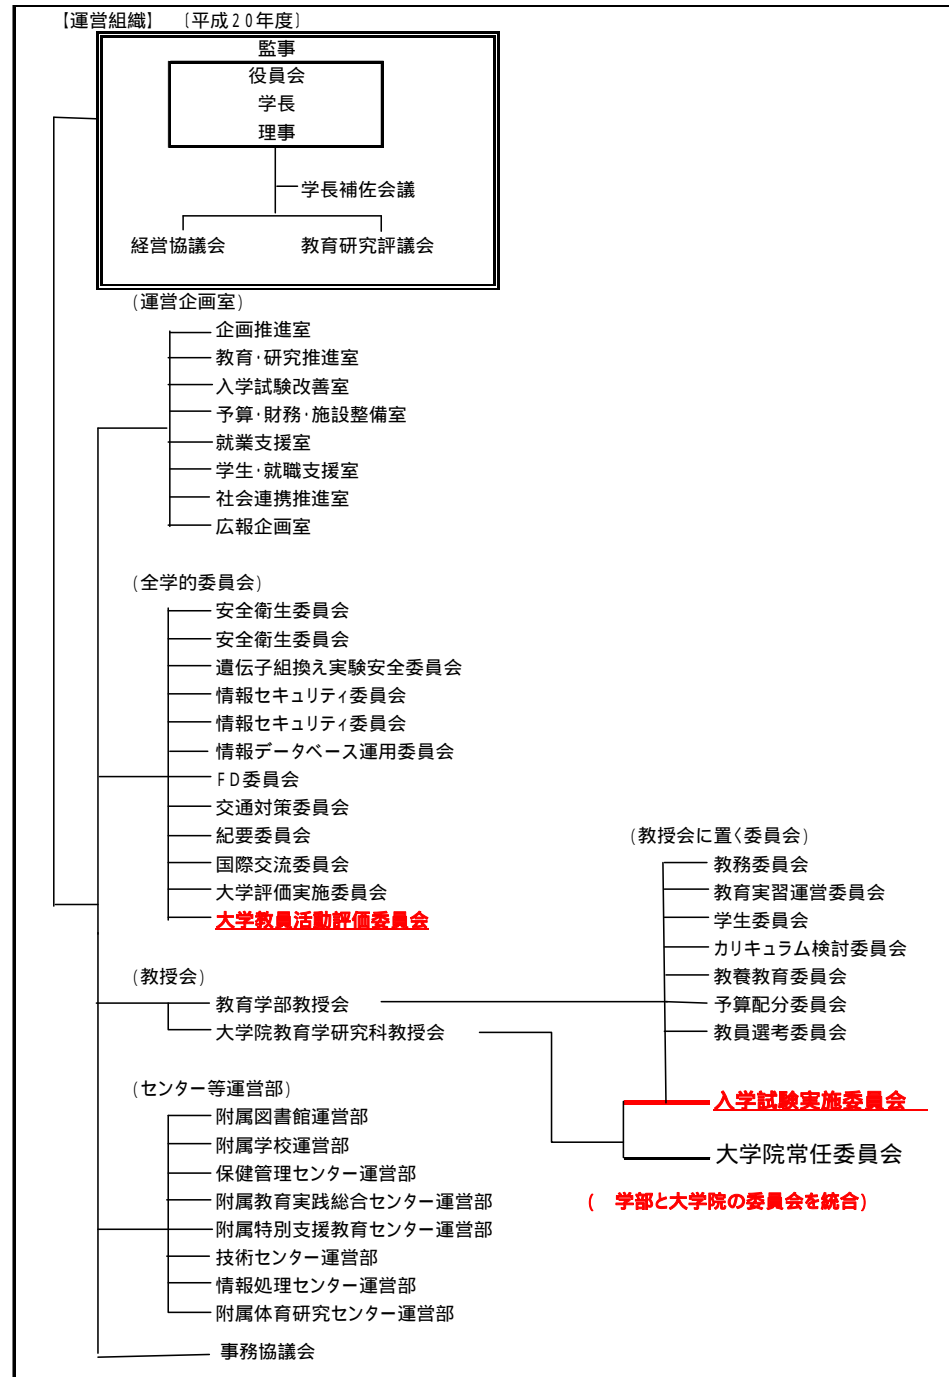 【運営組織】 〔平成20年度〕
監事
役員会
学長
理事
学長補佐会議
経営協議会 教育研究評議会
(運営企画室)
企画推進室
教育・研究推進室
入学試験改善室
予算・財務・施設整備室
就業支援室
学生・就職支援室
社会連携推進室
広報企画室
(全学的委員会)
安全衛生委員会
安全衛生委員会
遺伝子組換え実験安全委員会
情報セキュリティ委員会
情報セキュリティ委員会
情報データベース運用委員会
FD委員会
交通対策委員会
紀要委員会
国際交流委員会
大学評価実施委員会
大学教員活動評価委員会
(教授会)
教育学部教授会
大学院教育学研究科教授会
(教授会に置く委員会)
教務委員会
教育実習運営委員会
学生委員会
カリキュラム検討委員会
教養教育委員会
予算配分委員会
教員選考委員会
入学試験実施委員会
大学院常任委員会
( 学部と大学院の委員会を統合)
(センター等運営部)
附属図書館運営部
附属学校運営部
保健管理センター運営部
附属教育実践総合センター運営部
附属特別支援教育センター運営部
技術センター運営部
情報処理センター運営部
附属体育研究センター運営部
事務協議会